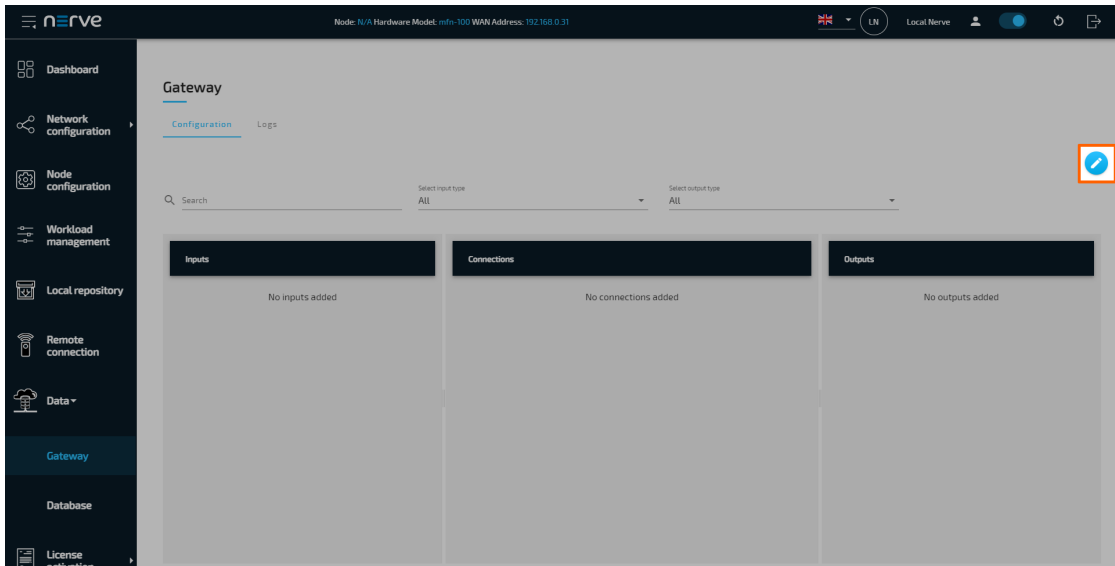 nerve
Node: N/A Hardware Model: mfn-100 WAN Address: 192.168.0.31
LN
Local Nerve
Dashboard
Network
configuration
Node
configuration
Workload
management
Local repository
Remote
connection
Data
Gateway
Database
License
activation
Gateway
Configuration
Logs
Search
Select input type
All
Select output type
All
Inputs
Connections
Outputs
No inputs added
No connections added
No outputs added